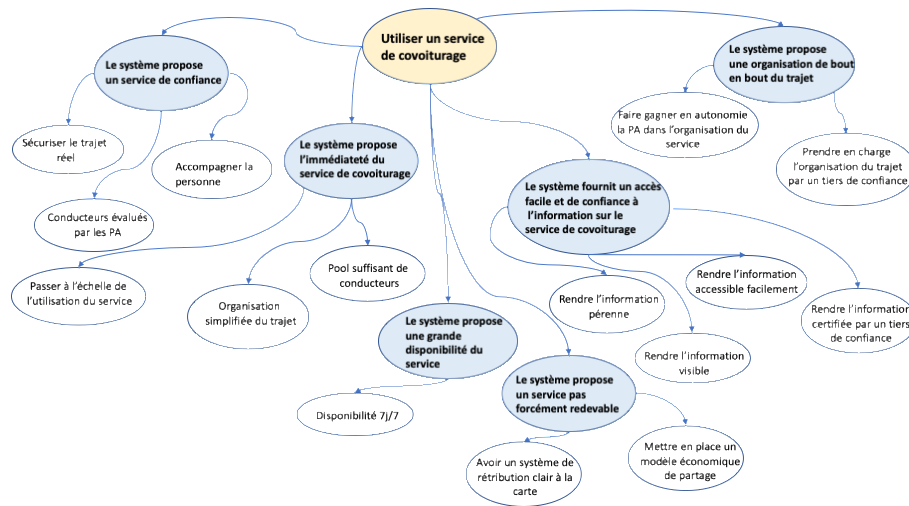 Utiliser un service
de covoiturage
Le système propose
un service de confiance
Sécuriser le trajet
réel
Conducteurs évalués
par les PA
Accompagner la
personne
Le système propose
l’immédiateté du
service de covoiturage
Passer à l’échelle de
l’utilisation du service
Organisation
simplifiée du trajet
Pool suffisant de
conducteurs
Le système propose
une grande
disponibilité du
service
Disponibilité 7j/7
Le système propose
un service pas
forcément redevable
Avoir un système de
rétribution clair à la
carte
Mettre en place un
modèle économique
de partage
Le système fournit un accès
facile et de confiance à
l’information sur le
service de covoiturage
Rendre l’information
pérenne
Rendre l’information
visible
Rendre l’information
accessible facilement
Rendre l’information
certifiée par un tiers
de confiance
Le système propose
une organisation de bout
en bout du trajet
Faire gagner en autonomie
la PA dans l’organisation du
service
Prendre en charge
l’organisation du trajet
par un tiers de confiance